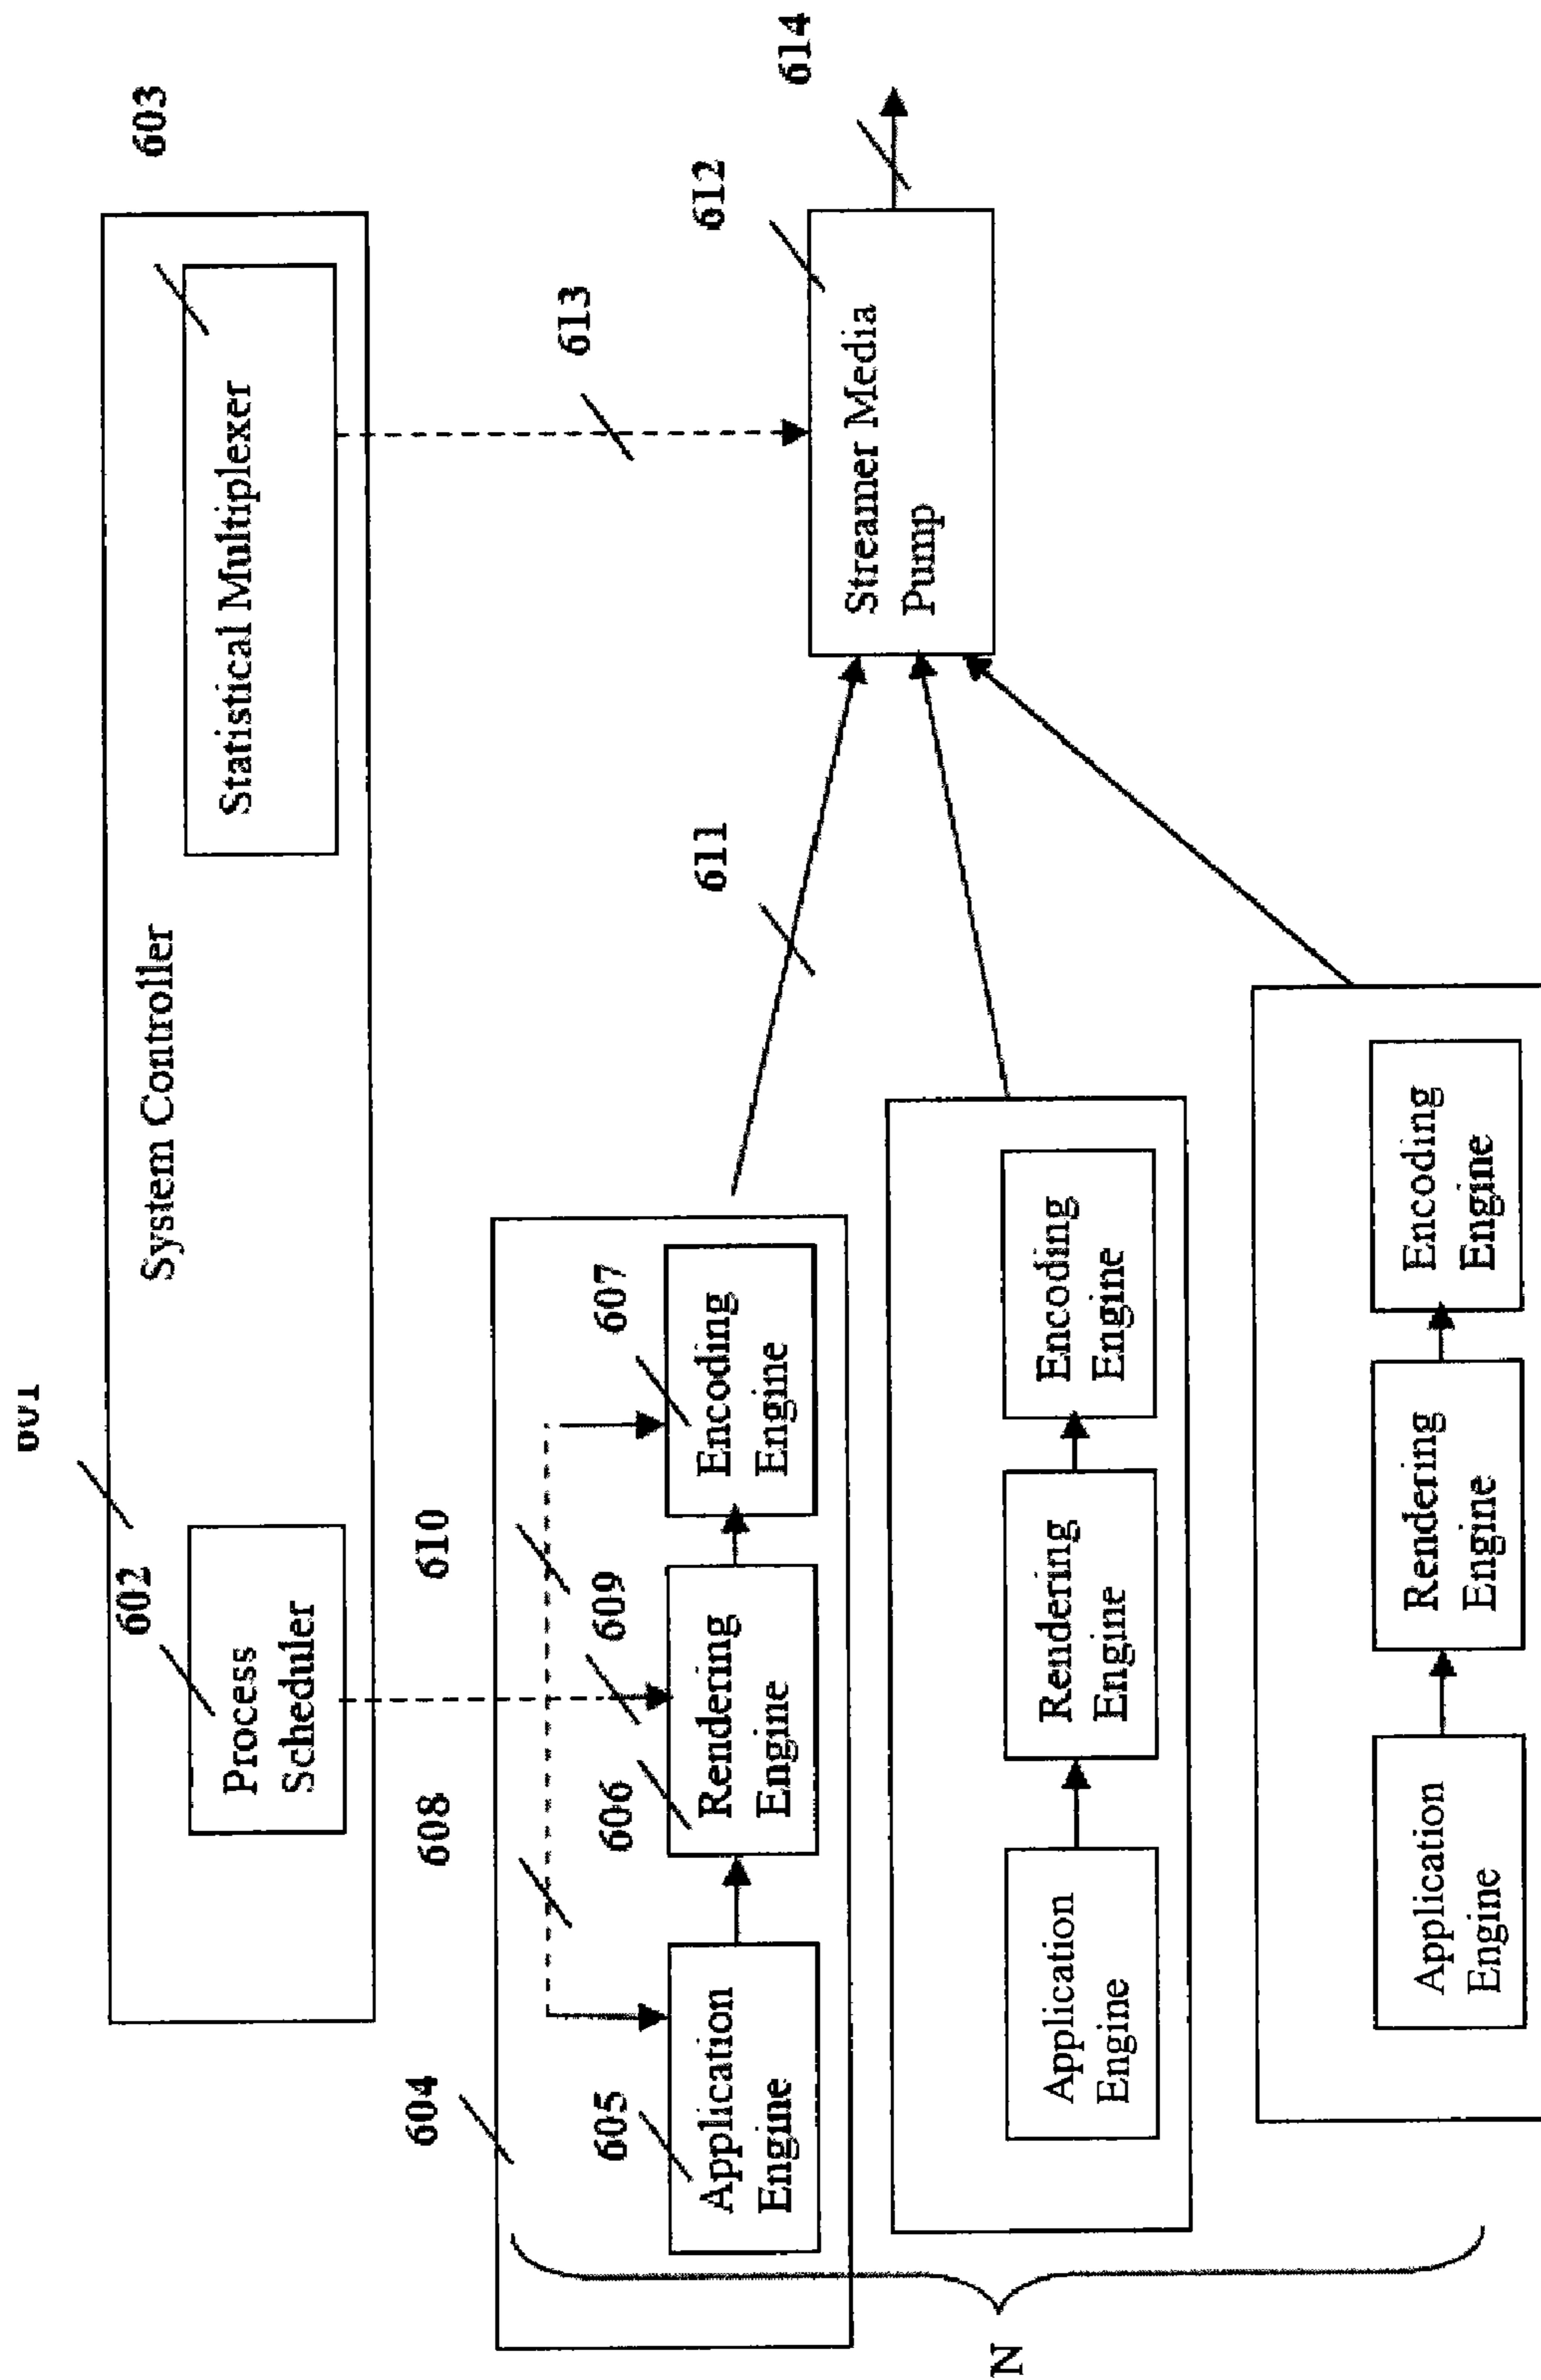 601
603
System Controller
602
Process
Scheduler
Statistical Multiplexer
604
608
610
613
605
606
609
607
611
612
614
Application
Engine
Rendering
Engine
Encoding
Engine
Streamer Media
Pump
Application
Engine
Rendering
Engine
Encoding
Engine
Application
Engine
Rendering
Engine
Encoding
Engine
N